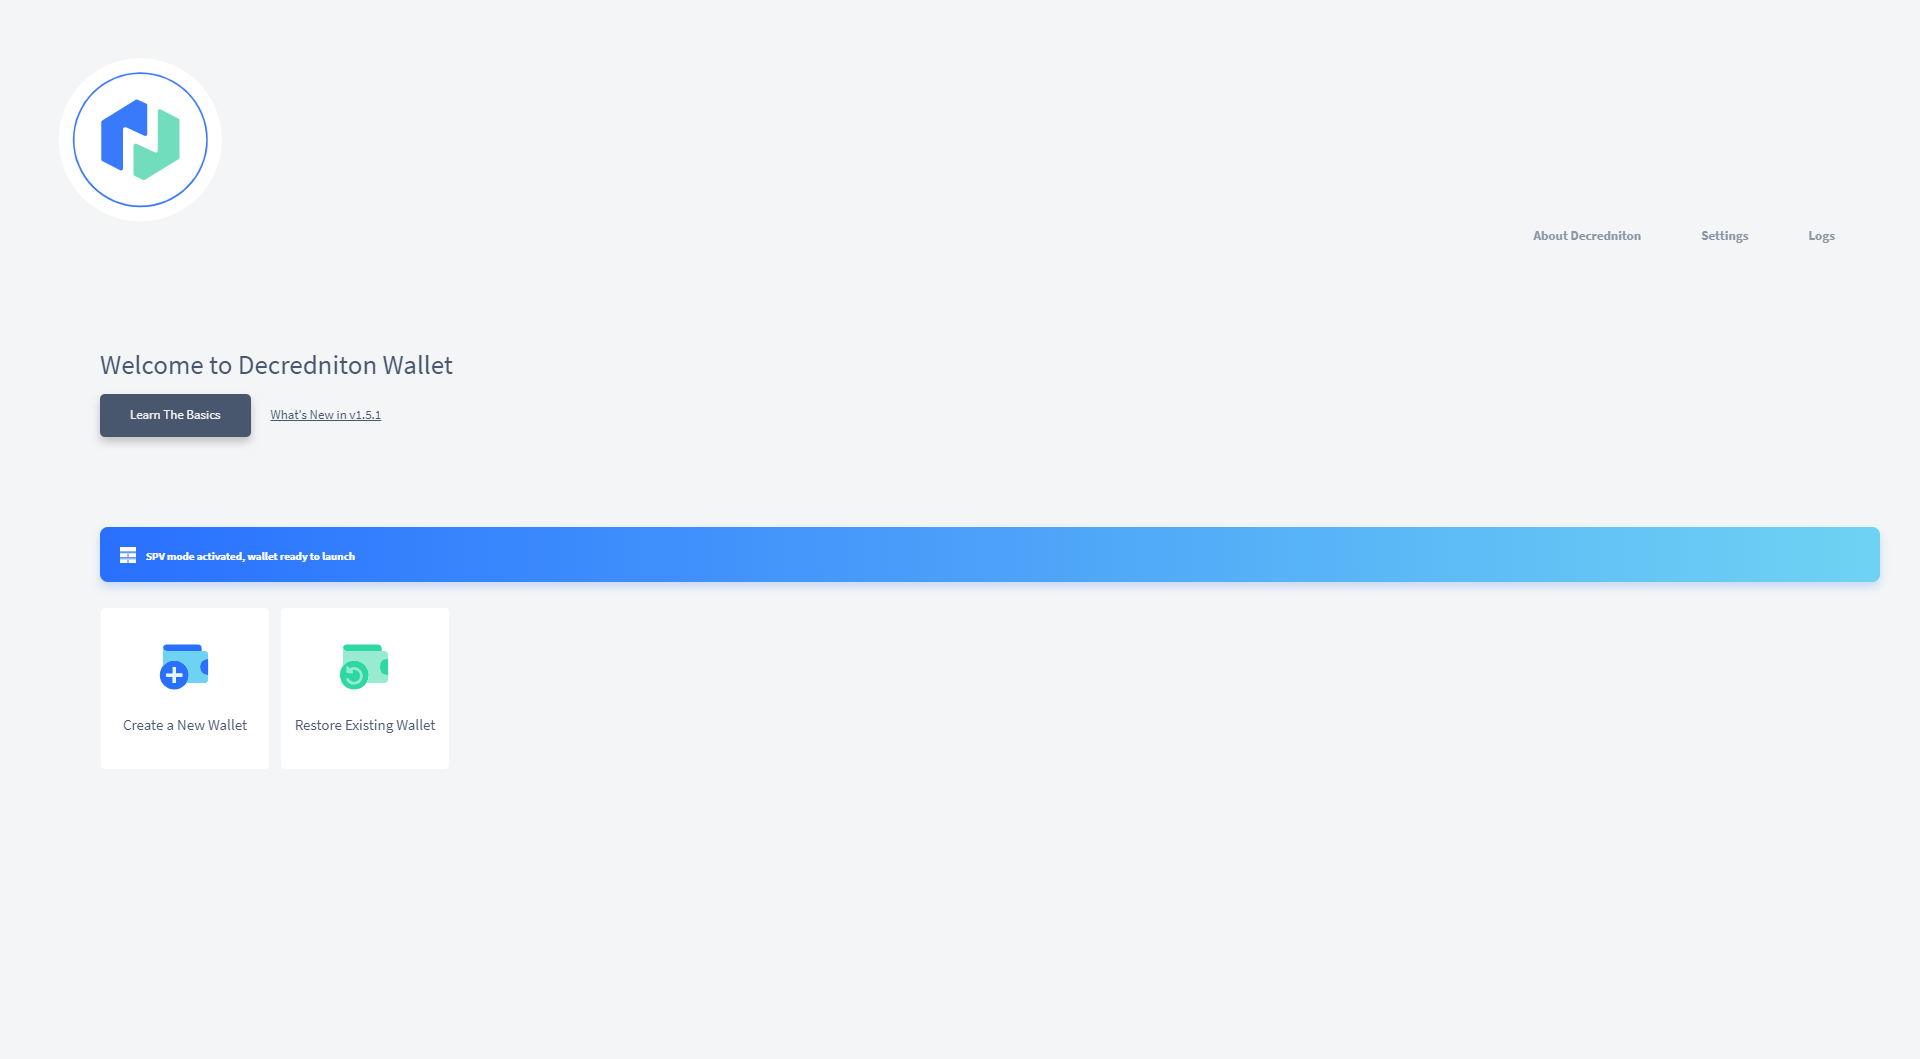 About Decredniton
Settings
Logs
Welcome to Decredniton Wallet
Learn The Basics
What's New in v1.5.1
SPV mode activated, wallet ready to launch
Create a New Wallet
Restore Existing Wallet